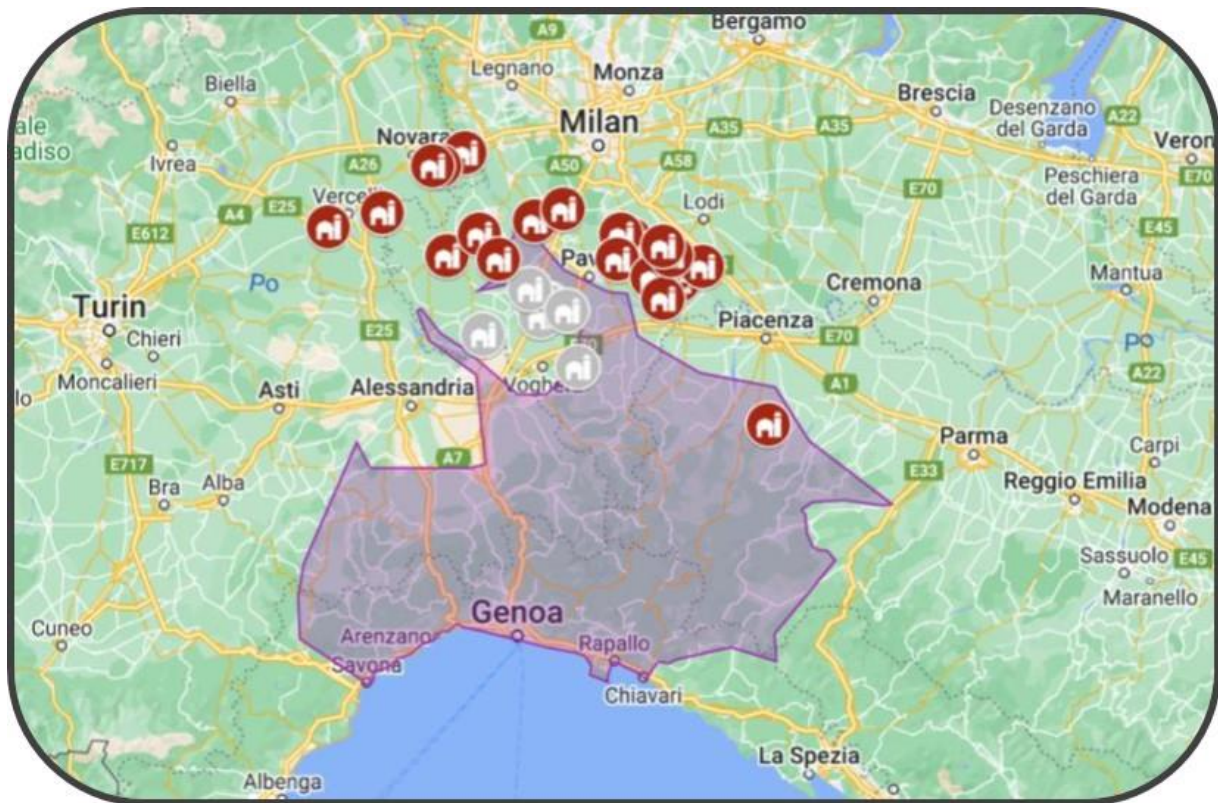 Bergamo
A9
Legnano
Monza
Biella
Brescia
Desenzano
del Garda
A22
Milan
ale
adiso
Novara
A35
A35
Veron
Ivrea
A26
A50
A58
E70
Peschiera
del Garda
E70
Lodi
E25
A4
E612
E45
Po
Cremona
Mantua
Turin
Chieri
E25
Piacenza
E70
Po
Moncalieri
A22
lo
Asti
Alessandria
A1
Parma
Carpi
A7
E717
E33
Reggio Emilia
Bra
Alba
Modena
Sassuolo
E45
Maranello
Genoa
Cuneo
Arenzano
Rapallo
Savona
Chiavari
La Spezia
Albenga